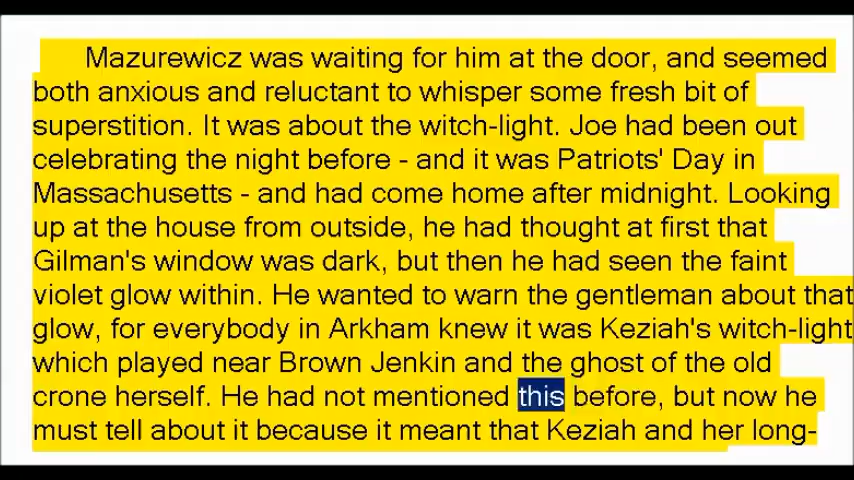 Mazurewicz was waiting for him at the door, and seemed
both anxious and reluctant to whisper some fresh bit of
superstition. It was about the witch-light. Joe had been out
celebrating the night before - and it was Patriots' Day in
Massachusetts - and had come home after midnight. Looking
up at the house from outside, he had thought at first that
Gilman's window was dark, but then he had seen the faint
violet glow within. He wanted to warn the gentleman about that
glow, for everybody in Arkham knew it was Keziah's witch-light
which played near Brown Jenkin and the ghost of the old
crone herself. He had not mentioned this before, but now he
must tell about it because it meant that Keziah and her long-